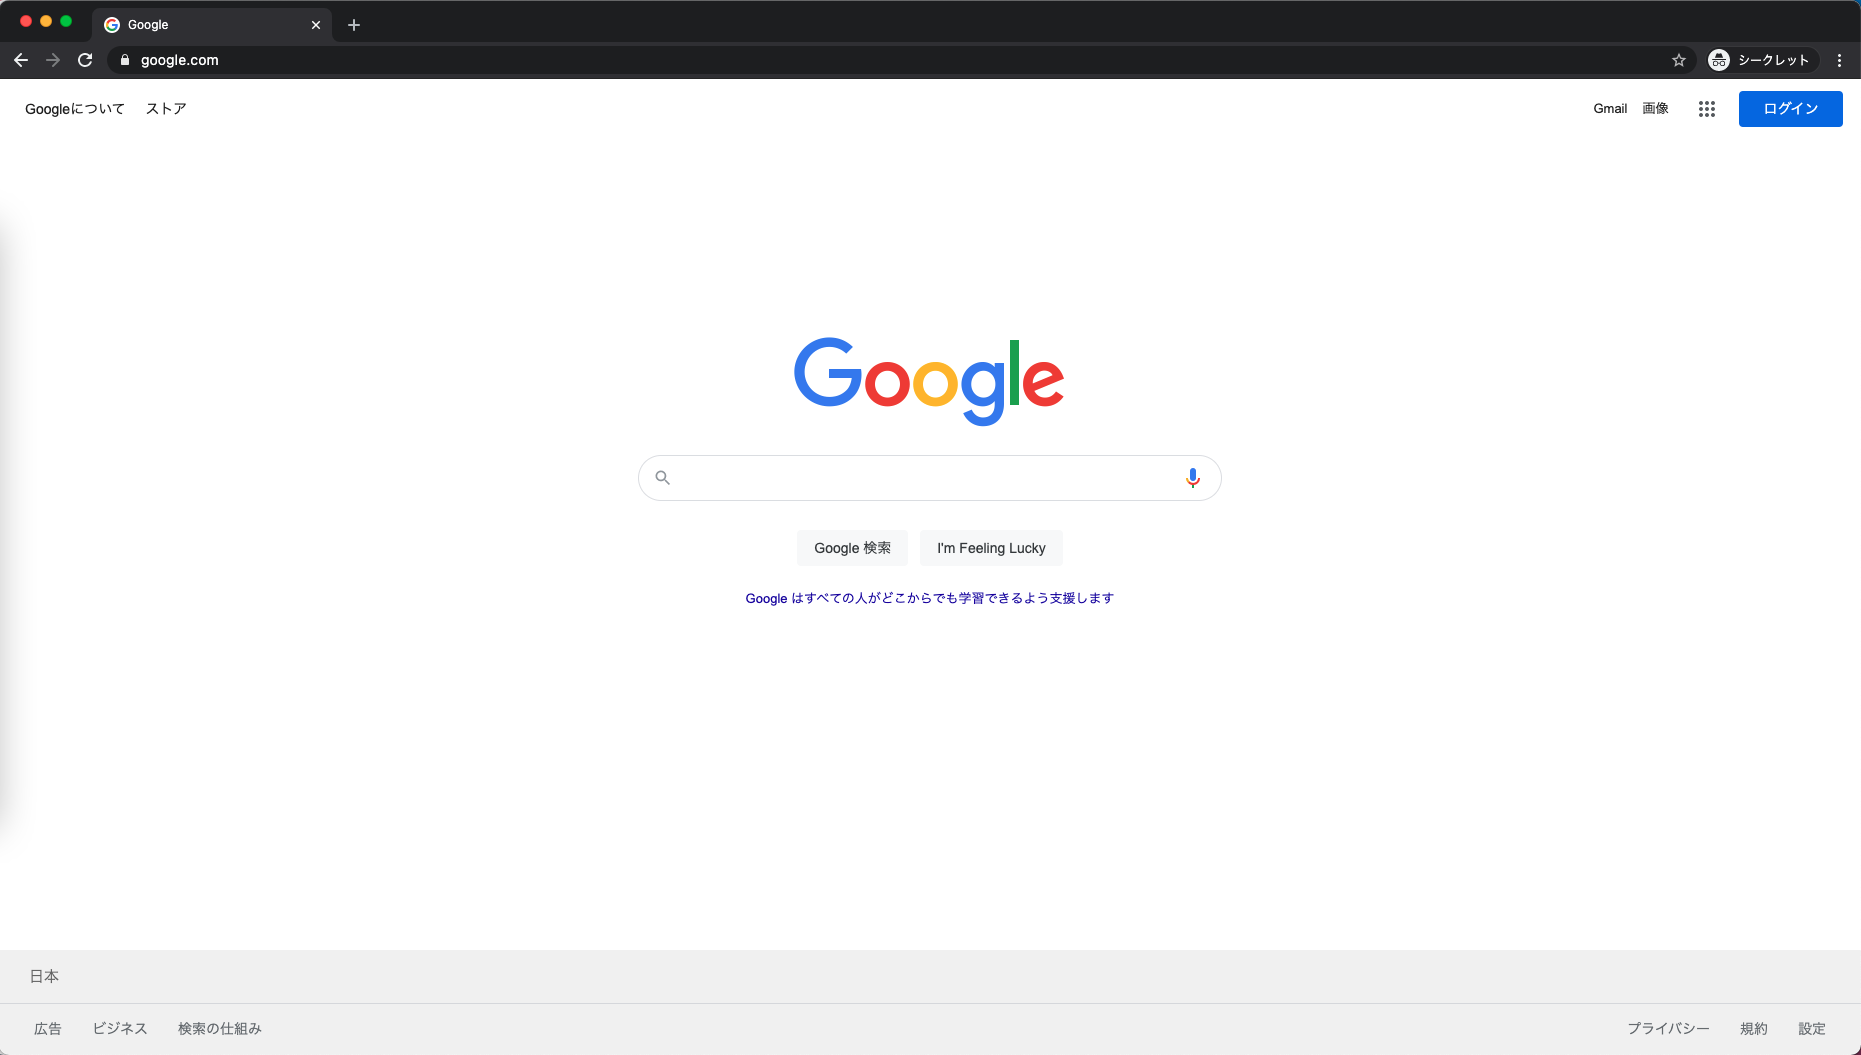 Google
google.com
シークレット
Googleについて ストア
Gmail 画像
ログイン
Google
Google 検索
I'm Feeling Lucky
Google はすべての人がどこからでも学習できるよう支援します
日本
広告 ビジネス 検索の仕組み
プライバシー 規約 設定